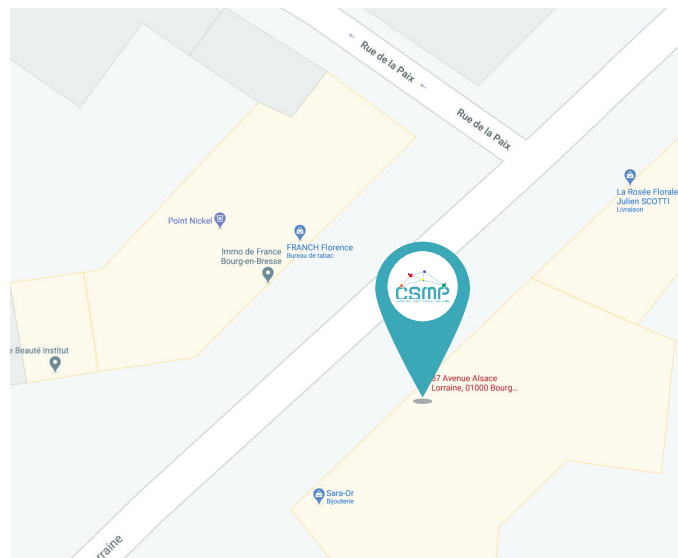 Rue de la Paix
Rue de la Paix
La Rosée Florale
Julien SCOTTI
Livraison
Point Nickel
FRANCH Florence
Bureau de tabac
Immo de France
Bourg-en-Bresse
CSMP
e Beauté Institut
37 Avenue Alsace
Lorraine, 01000 Bourg...
Sara-Or
Bijouterie
rraine